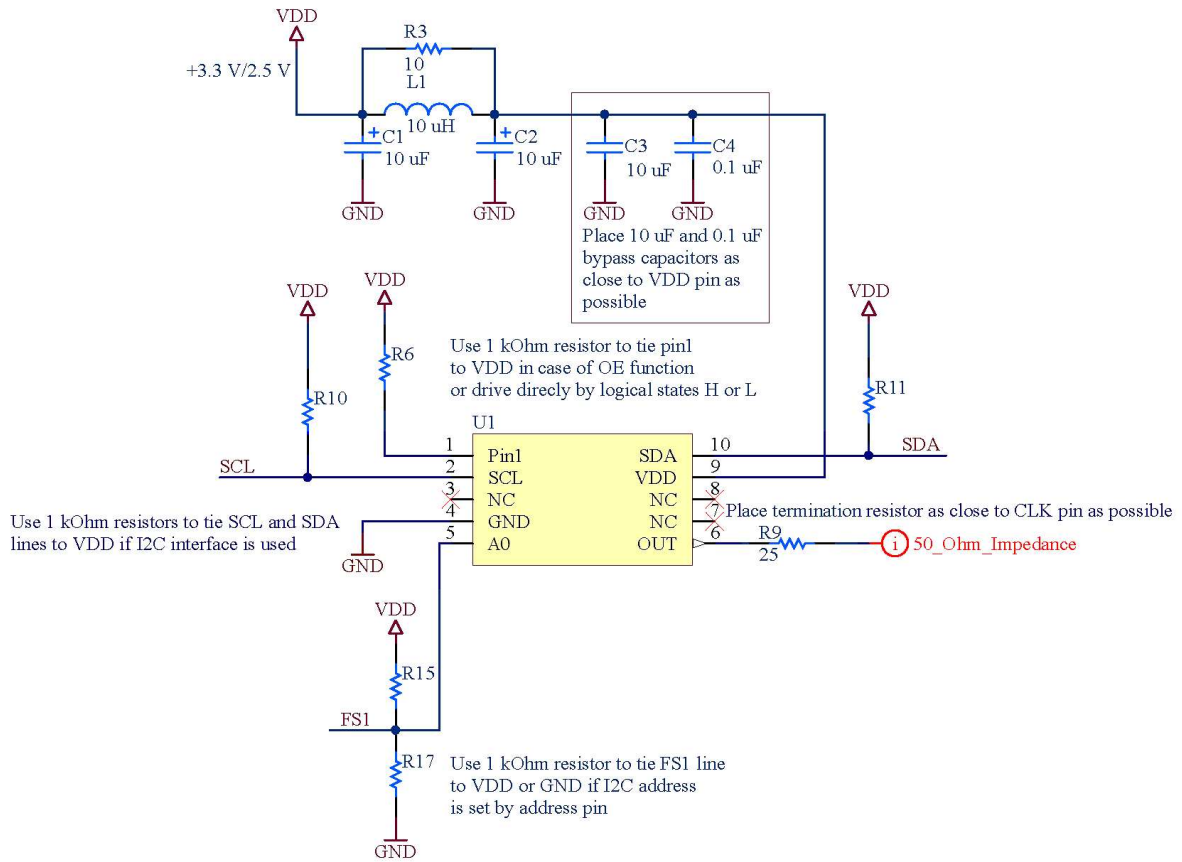 VDD
R3
+3.3 V/2.5 V
10
L1
10 uH
C1
10 uF
C2
10 uF
C3
10 uF
C4
0.1 uF
GND
GND
GND
GND
Place 10 uF and 0.1 uF
bypass capacitors as
close to VDD pin as
possible
VDD
VDD
VDD
R6
R10
R11
Use 1 kOhm resistor to tie pin1
to VDD in case of OE function
or drive direcly by logical states H or L
U1
1
Pin1
2
SCL
3
NC
4
GND
5
A0
SDA
10
VDD
9
NC
8
NC
7
OUT
6
SCL
SDA
Use 1 kOhm resistors to tie SCL and SDA
lines to VDD if I2C interface is used
GND
Place termination resistor as close to CLK pin as possible
R9
25
i
50_Ohm_Impedance
VDD
R15
FS1
R17
GND
Use 1 kOhm resistor to tie FS1 line
to VDD or GND if I2C address
is set by address pin